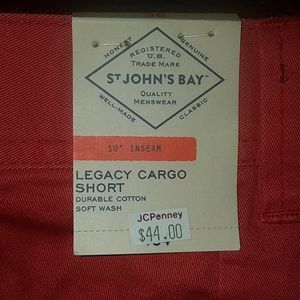 HONEST
GENUINE
REGISTERED
U.S.
TRADE MARK
ST JOHN'S BAY™
QUALITY
MENSWEAR
WELL-MADE
CLASSIC
10" INSEAM
LEGACY CARGO
SHORT
DURABLE COTTON
SOFT WASH
JCPenney
$44.00